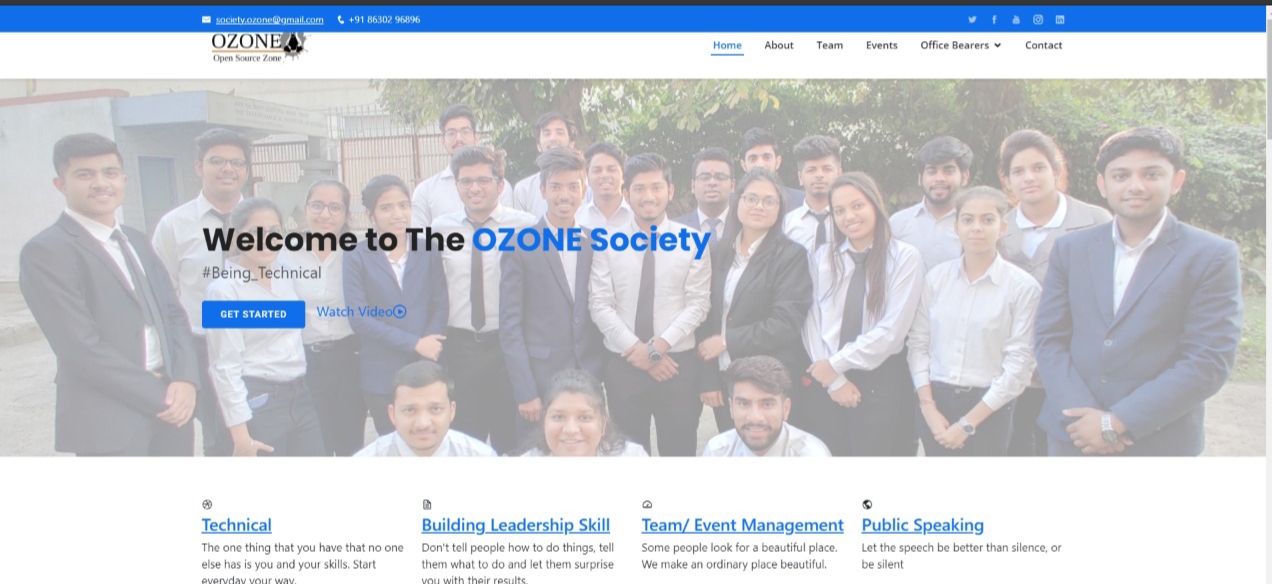 society.ozone@gmail.com +91 86302 96896
OZONE
Open Source Zone
Home About Team Events Office Bearers Contact
Welcome to The OZONE Society
#Being_Technical
GET STARTED Watch Video
Technical
The one thing that you have that no one
else has is you and your skills. Start
everyday your way.
Building Leadership Skill
Don't tell people how to do things, tell
them what to do and let them surprise
you with their results.
Team/ Event Management
Some people look for a beautiful place.
We make an ordinary place beautiful.
Public Speaking
Let the speech be better than silence, or
be silent